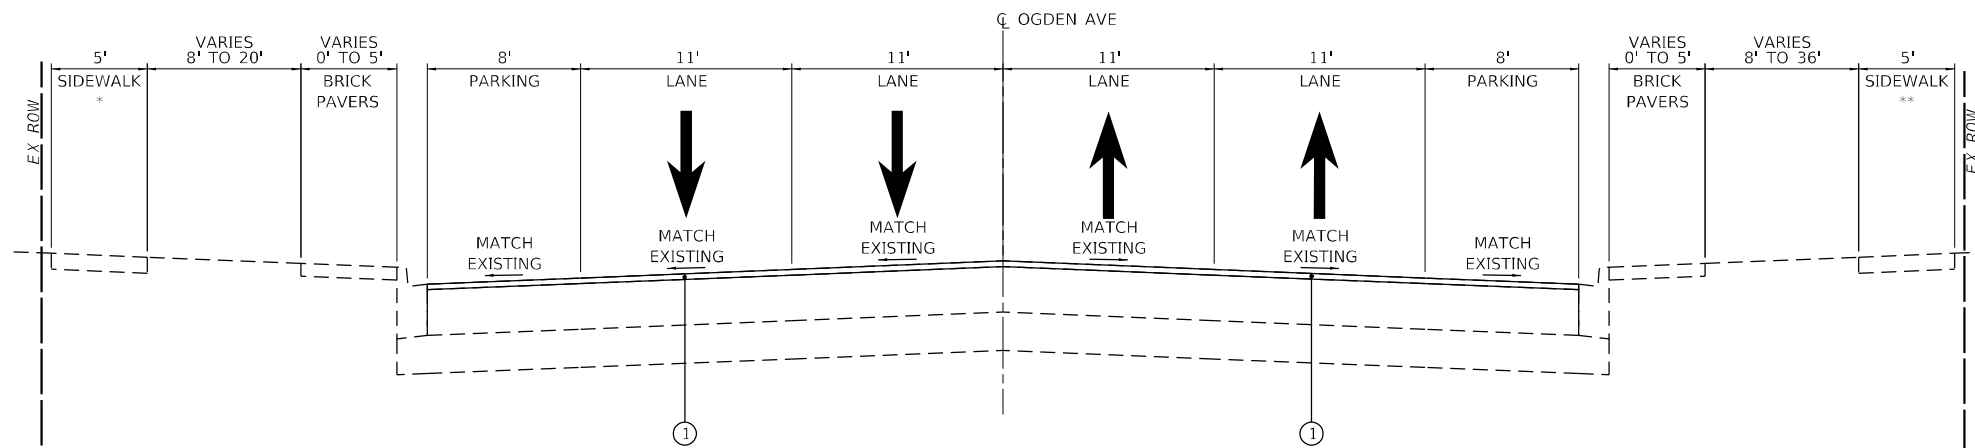 ℄ OGDEN AVE
5'
VARIES
8' TO 20'
VARIES
0' TO 5'
8'
11'
11'
11'
11'
8'
VARIES
0' TO 5'
VARIES
8' TO 36'
5'
SIDEWALK
*
BRICK
PAVERS
PARKING
LANE
LANE
LANE
LANE
PARKING
BRICK
PAVERS
SIDEWALK
**
EX ROW
EX ROW
MATCH
EXISTING
MATCH
EXISTING
MATCH
EXISTING
MATCH
EXISTING
MATCH
EXISTING
MATCH
EXISTING
1
1